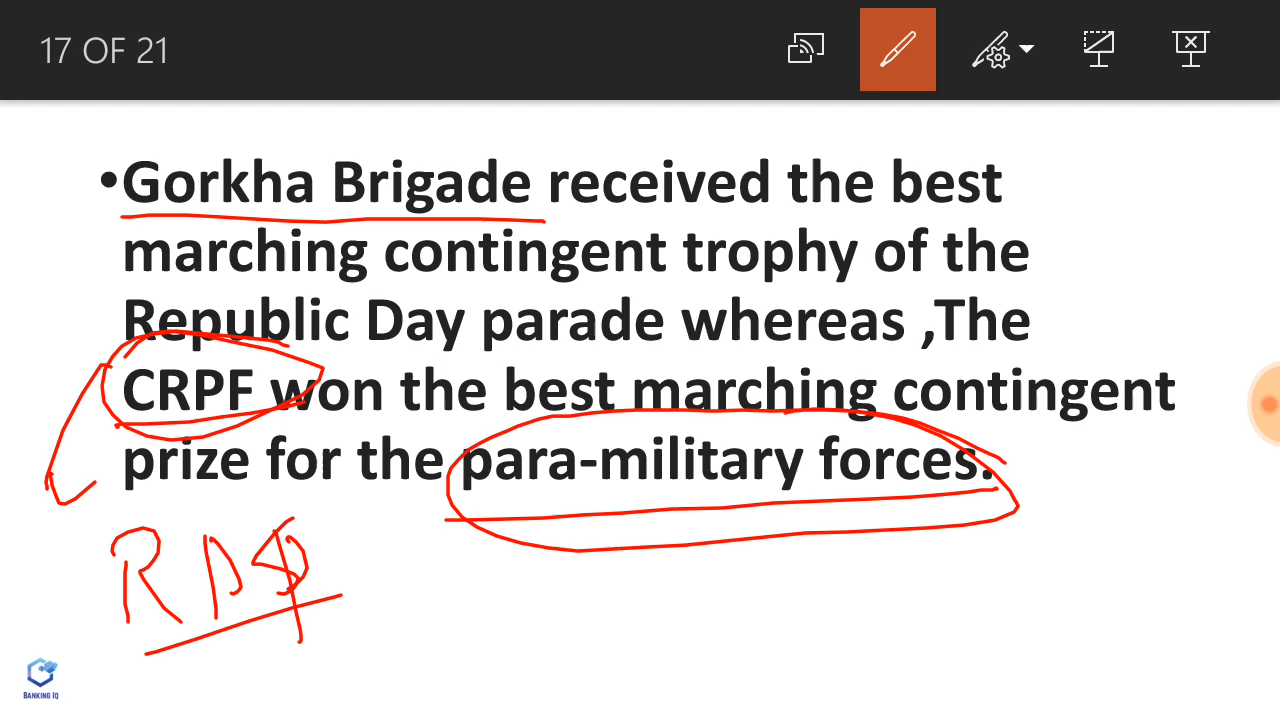 17 OF 21
•Gorkha Brigade received the best
marching contingent trophy of the
Republic Day parade whereas ,The
CRPF won the best marching contingent
prize for the para-military forces.
BANKING IQ